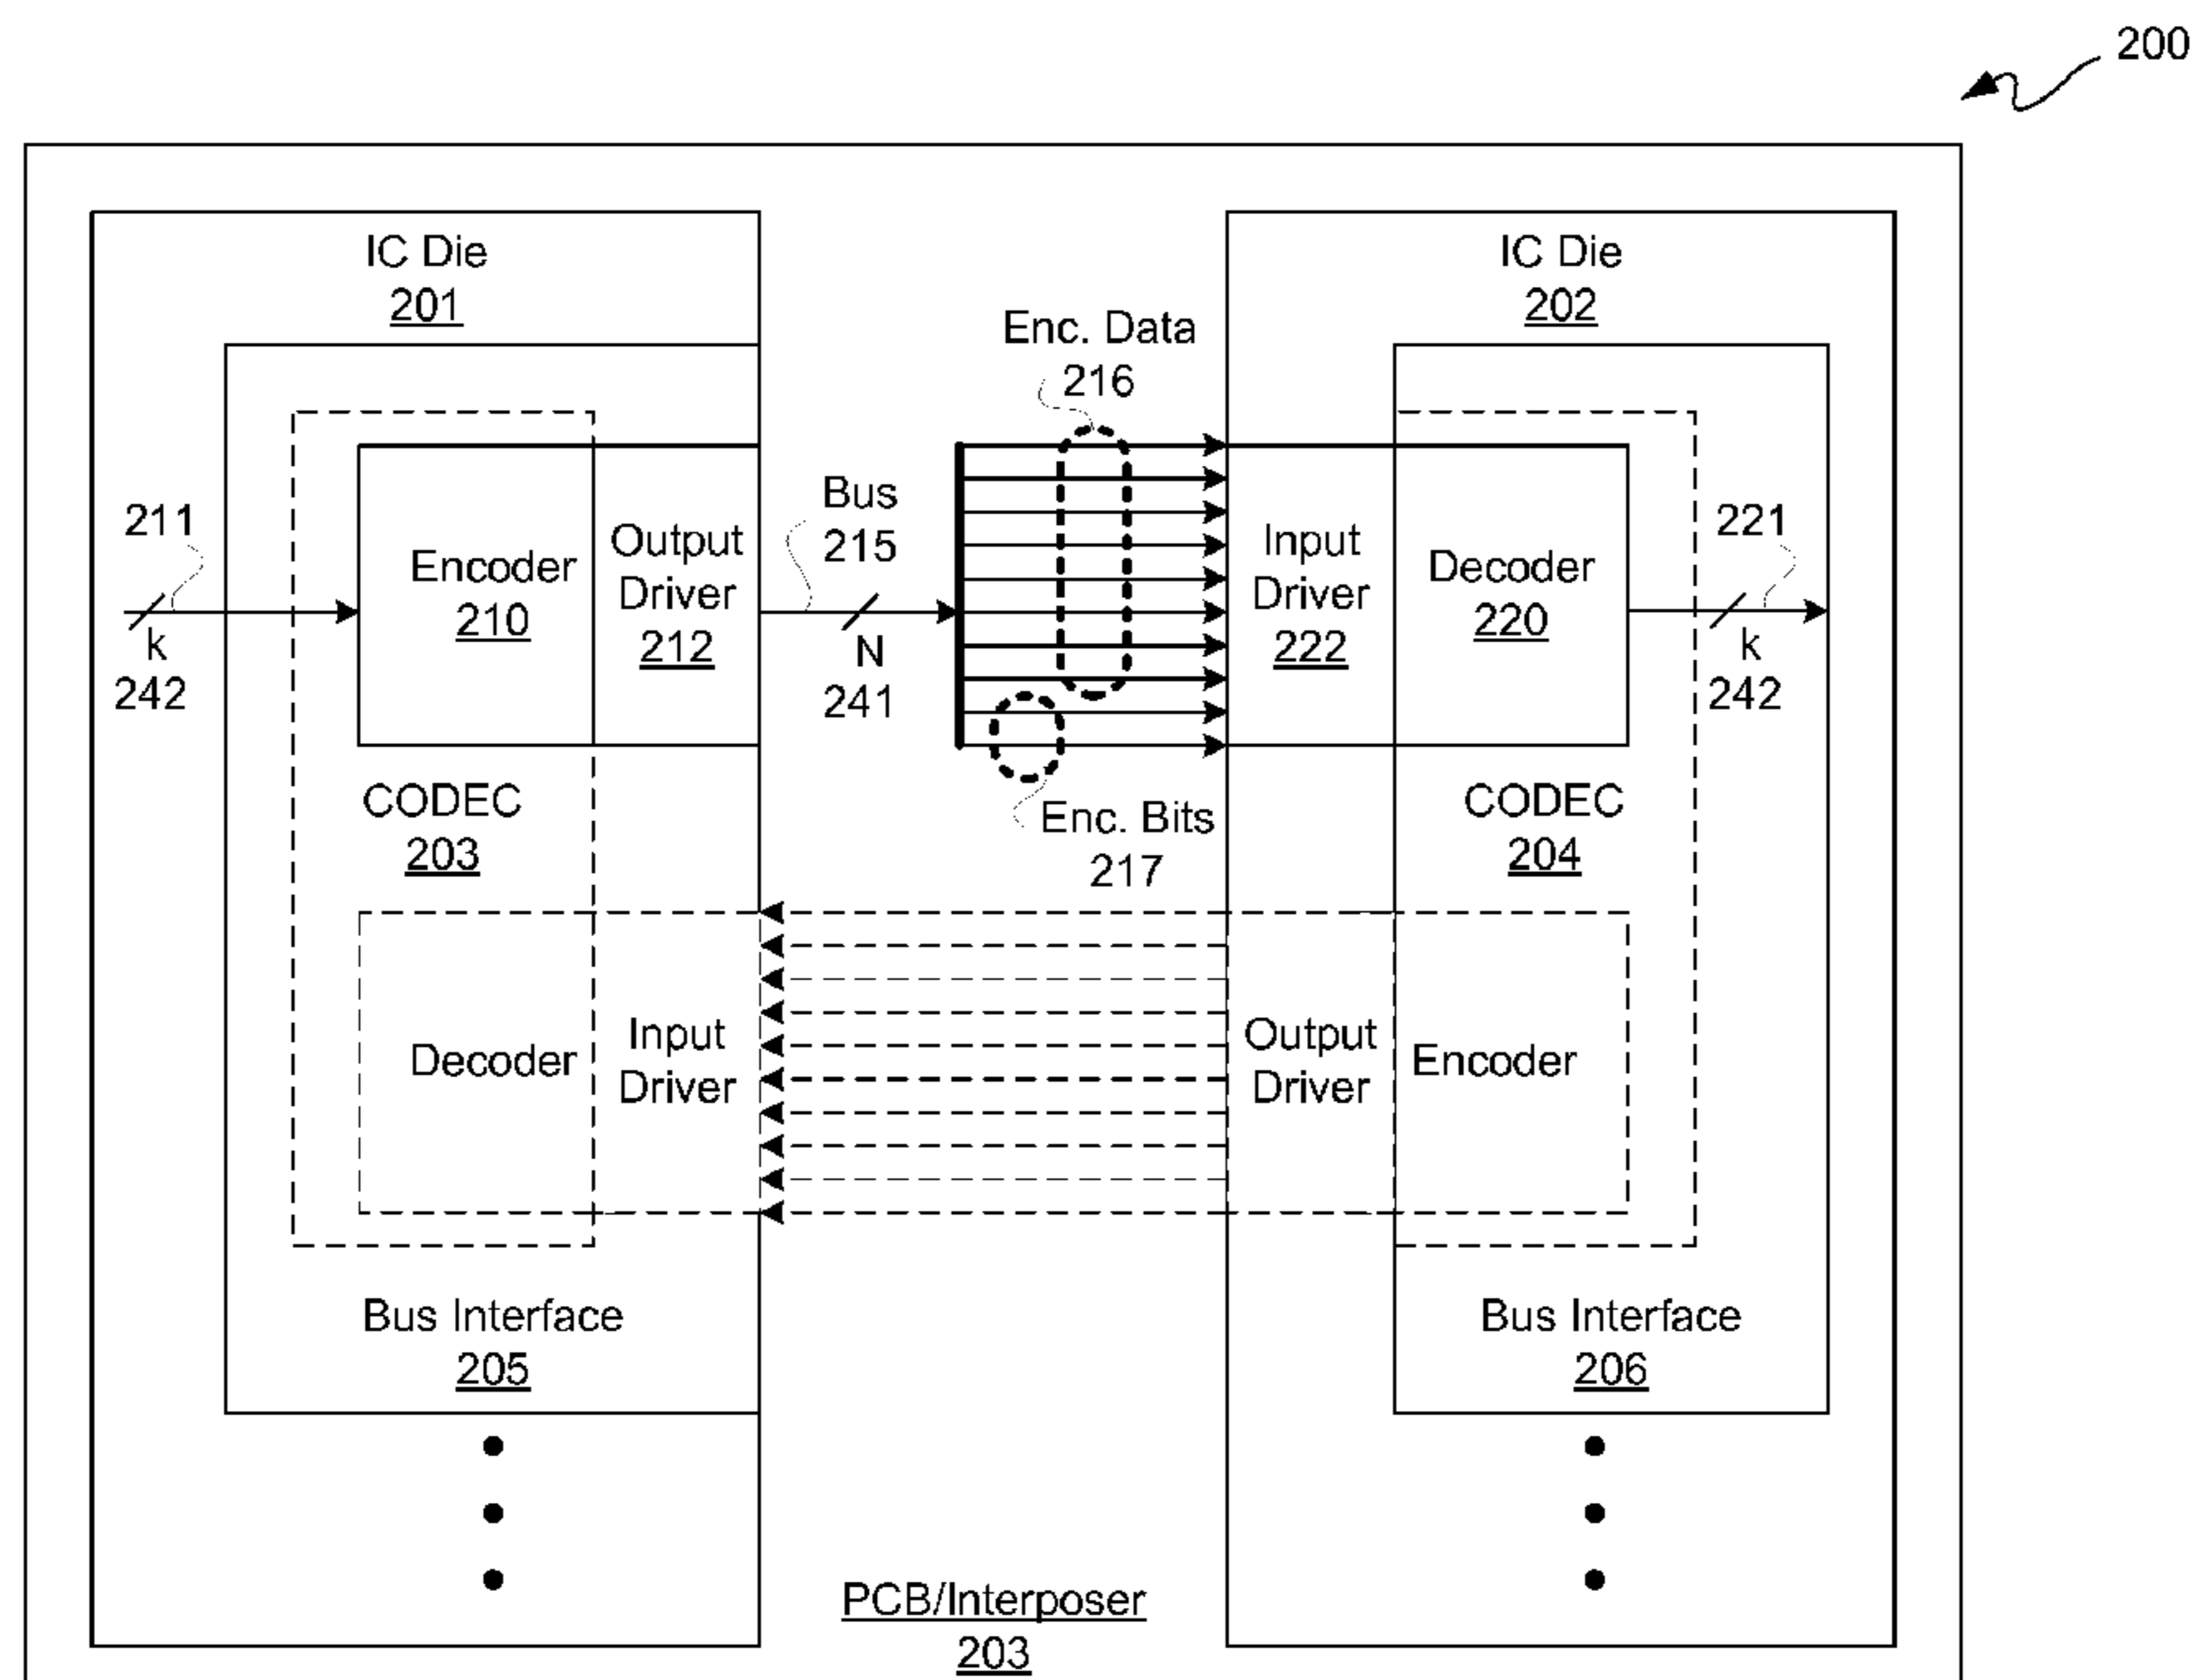 200
IC Die
201
IC Die
202
Enc. Data
216
211
k
242
Encoder
210
Output
Driver
212
Bus
215
N
241
Input
Driver
222
Decoder
220
221
k
242
CODEC
203
Enc. Bits
217
CODEC
204
Decoder
Input
Driver
Output
Driver
Encoder
Bus Interface
205
Bus Interface
206
PCB/Interposer
203